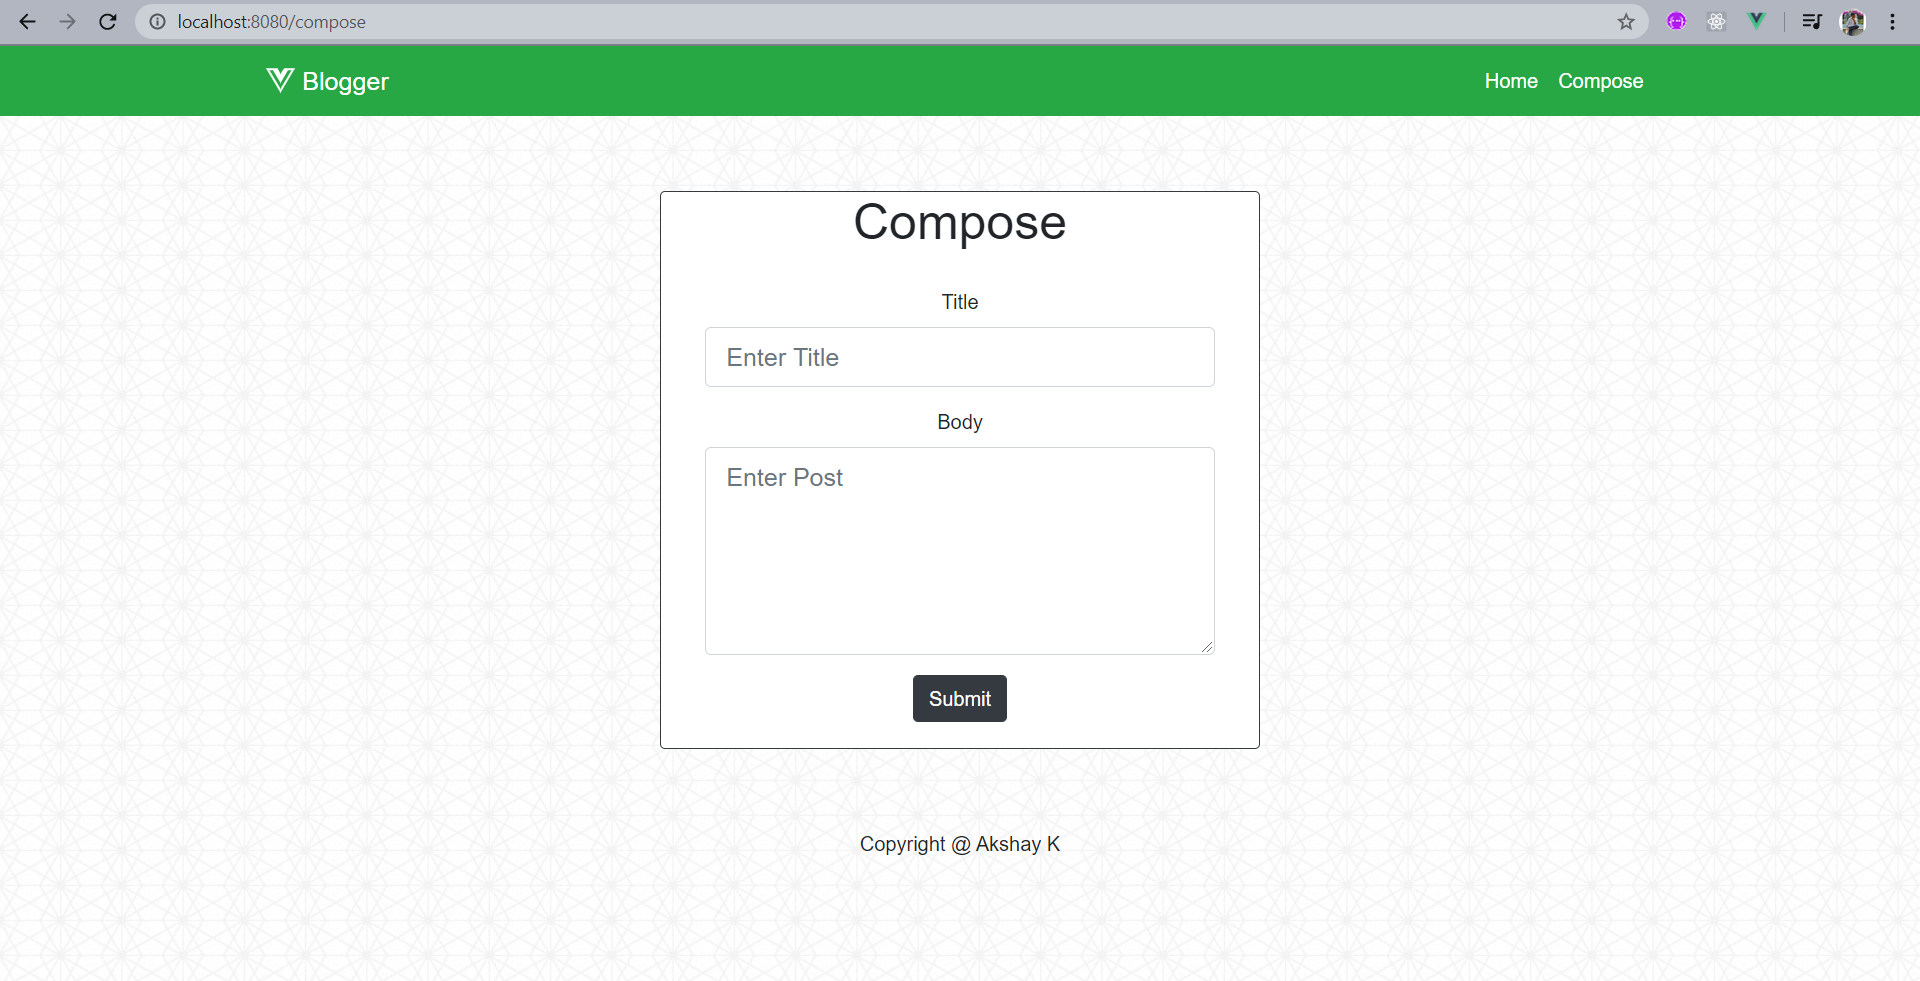 localhost:8080/compose
Blogger
Home Compose
Compose
Title
Enter Title
Body
Enter Post
Submit
Copyright @ Akshay K